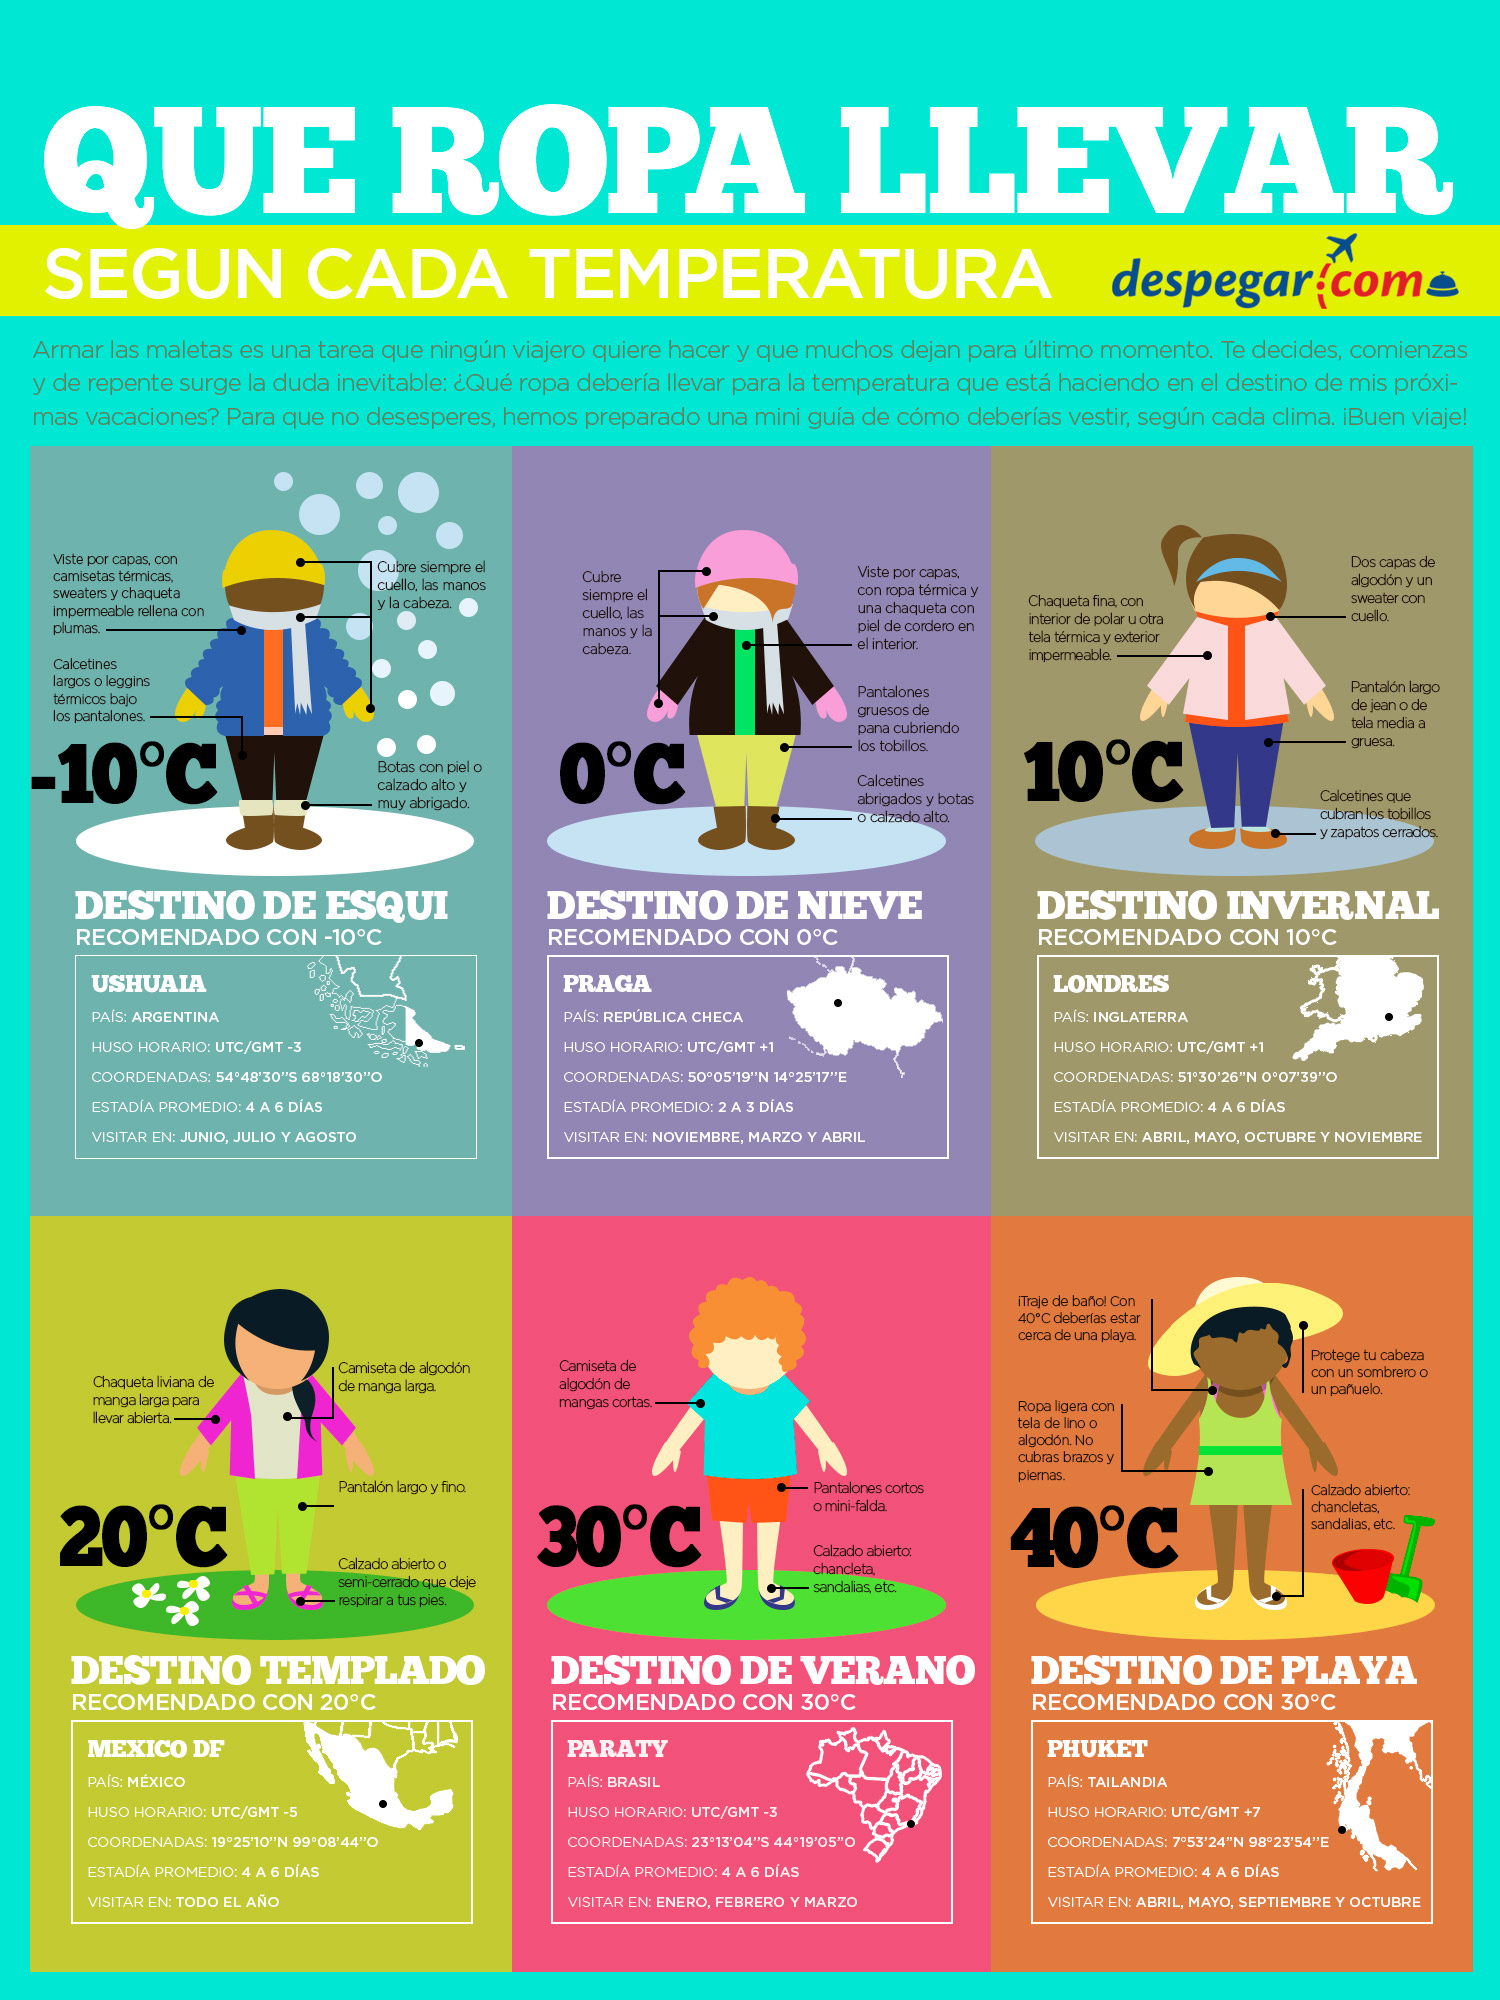 QUE ROPA LLEVAR
SEGUN CADA TEMPERATURA
despegar.com
Armar las maletas es una tarea que ningún viajero quiere hacer y que muchos dejan para último momento. Te decides, comienzas
y de repente surge la duda inevitable: ¿Qué ropa debería llevar para la temperatura que está haciendo en el destino de mis próxi-
mas vacaciones? Para que no desesperes, hemos preparado una mini guía de cómo deberías vestir, según cada clima. ¡Buen viaje!
Viste por capas, con
camisetas térmicas,
sweaters y chaqueta
impermeable rellena con
plumas.
Cubre siempre el
cuello, las manos
y la cabeza.
Calcetines
largos o leggins
térmicos bajo
los pantalones.
-10°C
Botas con piel o
calzado alto y
muy abrigado.
DESTINO DE ESQUI
RECOMENDADO CON -10°C
USHUAIA
PAÍS: ARGENTINA
HUSO HORARIO: UTC/GMT -3
COORDENADAS: 54°48'30''S 68°18'30''O
ESTADÍA PROMEDIO: 4 A 6 DÍAS
VISITAR EN: JUNIO, JULIO Y AGOSTO
Cubre
siempre el
cuello, las
manos y la
cabeza.
Viste por capas,
con ropa térmica y
una chaqueta con
piel de cordero en
el interior.
Pantalones
gruesos de
pana cubriendo
los tobillos.
0°C
Calcetines
abrigados y botas
o calzado alto.
DESTINO DE NIEVE
RECOMENDADO CON 0°C
PRAGA
PAÍS: REPÚBLICA CHECA
HUSO HORARIO: UTC/GMT +1
COORDENADAS: 50°05'19''N 14°25'17''E
ESTADÍA PROMEDIO: 2 A 3 DÍAS
VISITAR EN: NOVIEMBRE, MARZO Y ABRIL
Chaqueta fina, con
interior de polar u otra
tela térmica y exterior
impermeable.
Dos capas de
algodón y un
sweater con
cuello.
Pantalón largo
de jean o de
tela media a
gruesa.
10°C
Calcetines que
cubran los tobillos
y zapatos cerrados.
DESTINO INVERNAL
RECOMENDADO CON 10°C
LONDRES
PAÍS: INGLATERRA
HUSO HORARIO: UTC/GMT +1
COORDENADAS: 51°30'26''N 0°07'39''O
ESTADÍA PROMEDIO: 4 A 6 DÍAS
VISITAR EN: ABRIL, MAYO, OCTUBRE Y NOVIEMBRE
Chaqueta liviana de
manga larga para
llevar abierta.
Camiseta de algodón
de manga larga.
Pantalón largo y fino.
20°C
Calzado abierto o
semi-cerrado que deje
respirar a tus pies.
DESTINO TEMPLADO
RECOMENDADO CON 20°C
MEXICO DF
PAÍS: MÉXICO
HUSO HORARIO: UTC/GMT -5
COORDENADAS: 19°25'10''N 99°08'44''O
ESTADÍA PROMEDIO: 4 A 6 DÍAS
VISITAR EN: TODO EL AÑO
Camiseta de
algodón de
mangas cortas.
Pantalones cortos
o mini-falda.
30°C
Calzado abierto:
chancleta,
sandalias, etc.
DESTINO DE VERANO
RECOMENDADO CON 30°C
PARATY
PAÍS: BRASIL
HUSO HORARIO: UTC/GMT -3
COORDENADAS: 23°13'04''S 44°19'05''O
ESTADÍA PROMEDIO: 4 A 6 DÍAS
VISITAR EN: ENERO, FEBRERO Y MARZO
¡Traje de baño! Con
40°C deberías estar
cerca de una playa.
Protege tu cabeza
con un sombrero o
un pañuelo.
Ropa ligera con
tela de lino o
algodón. No
cubras brazos y
piernas.
Calzado abierto:
chancletas,
sandalias, etc.
40°C
DESTINO DE PLAYA
RECOMENDADO CON 30°C
PHUKET
PAÍS: TAILANDIA
HUSO HORARIO: UTC/GMT +7
COORDENADAS: 7°53'24''N 98°23'54''E
ESTADÍA PROMEDIO: 4 A 6 DÍAS
VISITAR EN: ABRIL, MAYO, SEPTIEMBRE Y OCTUBRE